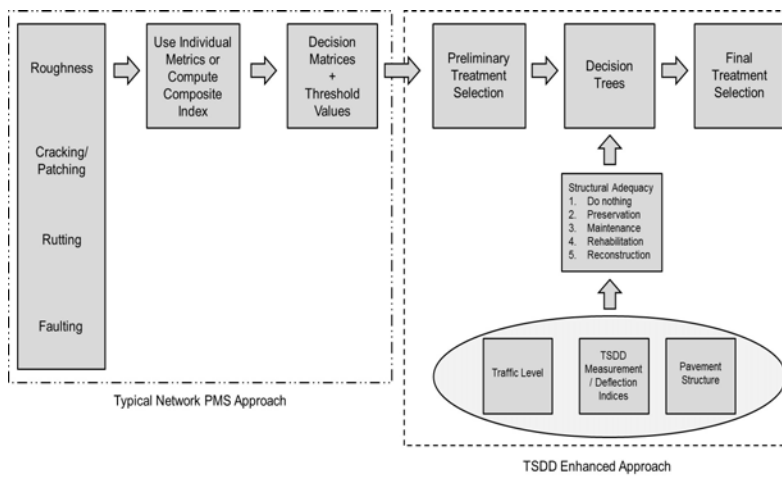 Roughness
Cracking/
Patching
Rutting
Faulting
Use Individual
Metrics or
Compute
Composite
Index
Decision
Matrices
+
Threshold
Values
Typical Network PMS Approach
Preliminary
Treatment
Selection
Decision
Trees
Final
Treatment
Selection
Structural Adequacy
1. Do nothing
2. Preservation
3. Maintenance
4. Rehabilitation
5. Reconstruction
Traffic Level
TSDD
Measurement
/ Deflection
Indices
Pavement
Structure
TSDD Enhanced Approach